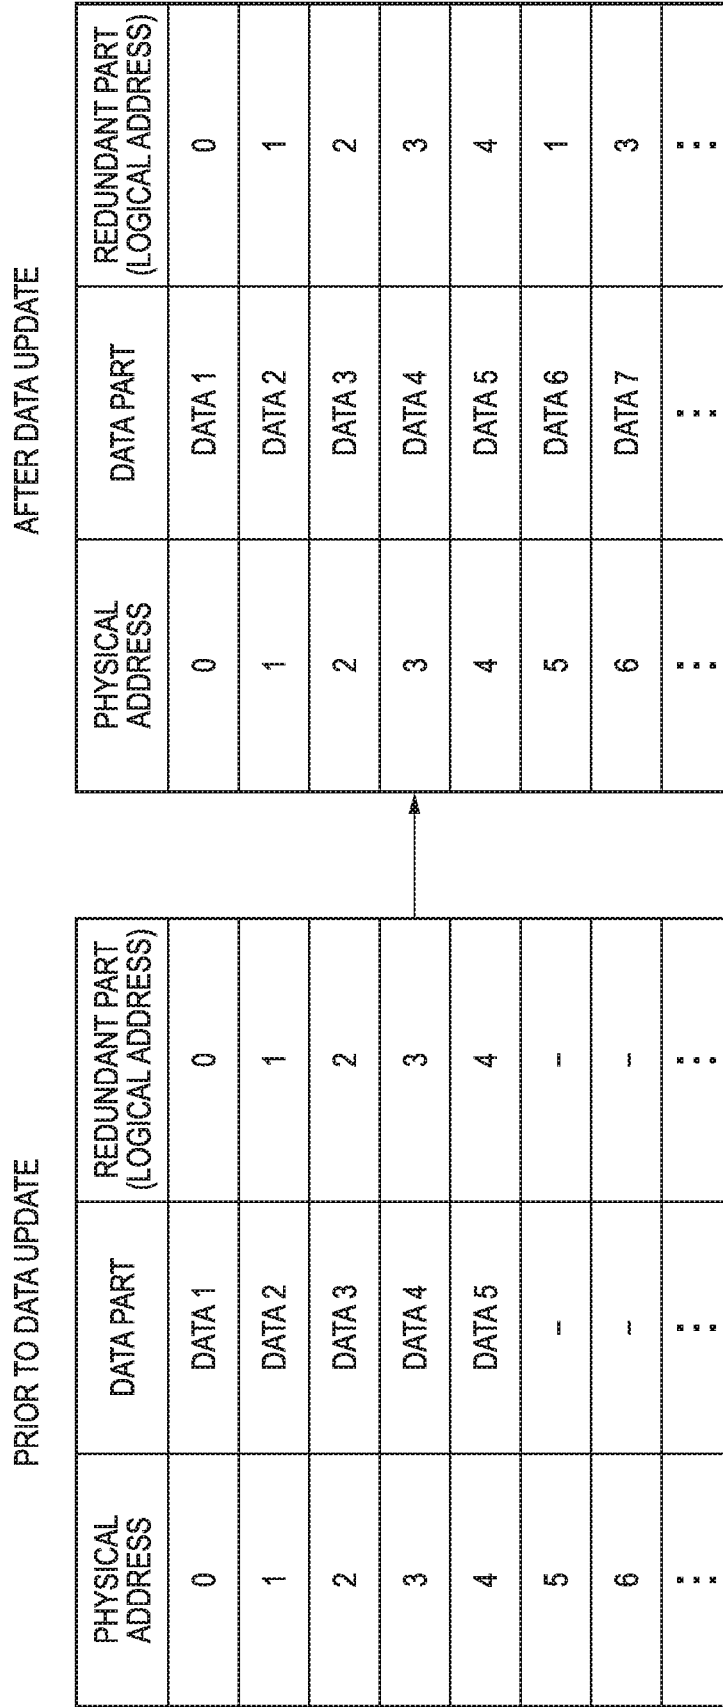 PRIOR TO DATA UPDATE
PHYSICAL ADDRESS DATA PART REDUNDANT PART (LOGICAL ADDRESS)
0 DATA 1 0
1 DATA 2 1
2 DATA 3 2
3 DATA 4 3
4 DATA 5 4
5 – –
6 – –
⋮ ⋮ ⋮
AFTER DATA UPDATE
PHYSICAL ADDRESS DATA PART REDUNDANT PART (LOGICAL ADDRESS)
0 DATA 1 0
1 DATA 2 1
2 DATA 3 2
3 DATA 4 3
4 DATA 5 4
5 DATA 6 1
6 DATA 7 3
⋮ ⋮ ⋮